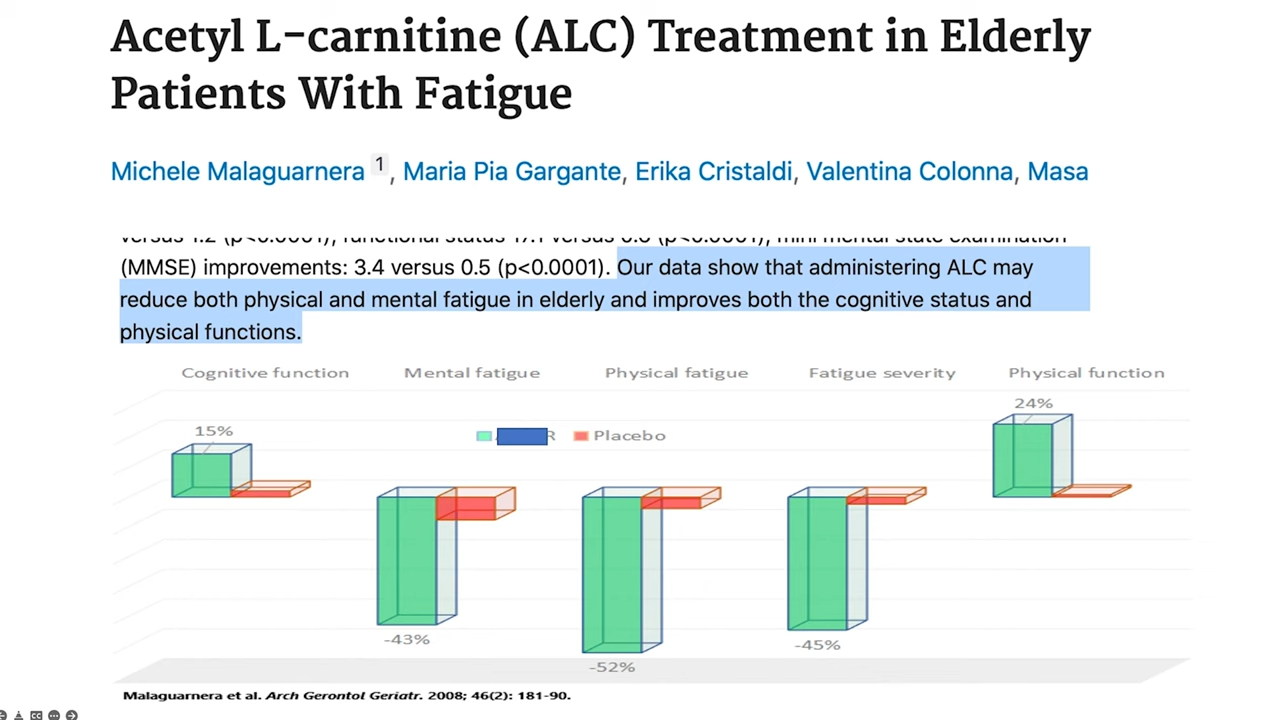 Acetyl L-carnitine (ALC) Treatment in Elderly
Patients With Fatigue
Michele Malaguarnera 1, Maria Pia Gargante, Erika Cristaldi, Valentina Colonna, Masa
versus 1.2 (p<0.0001), functional status 17.1 versus (p<0.0001), mini mental state examination
(MMSE) improvements: 3.4 versus 0.5 (p<0.0001). Our data show that administering ALC may
reduce both physical and mental fatigue in elderly and improves both the cognitive status and
physical functions.
Cognitive function Mental fatigue Physical fatigue Fatigue severity Physical function
24%
15%
R Placebo
-43%
-45%
-52%
Malaguarnera et al. Arch Gerontol Geriatr. 2008; 46(2): 181-90.